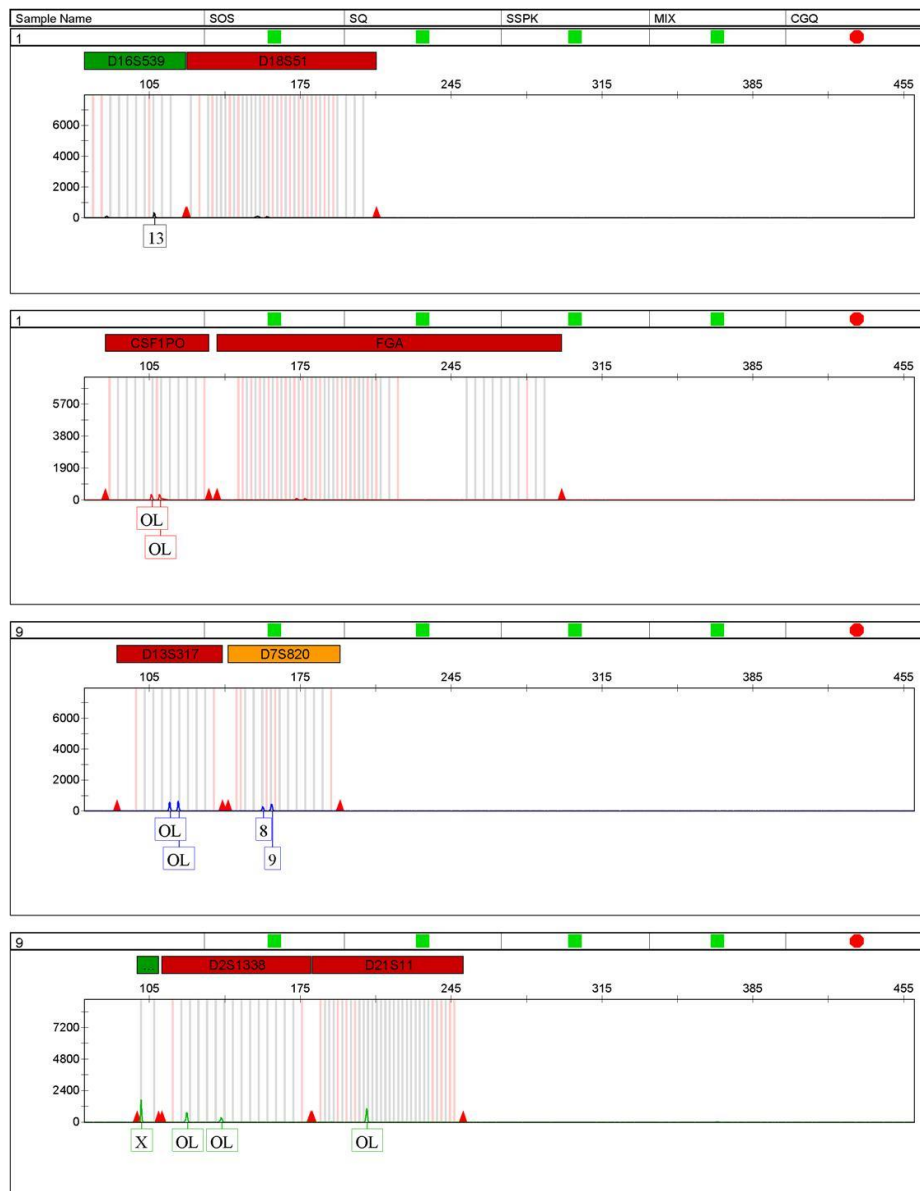 Sample Name SOS SQ SSPK MIX CGQ
1
D16S539 D18S51
105 175 245 315 385 455
6000
4000
2000
0
13
1
CSF1PO FGA
105 175 245 315 385 455
5700
3800
1900
0
OL
OL
9
D13S317 D7S820
105 175 245 315 385 455
6000
4000
2000
0
OL 8
OL 9
9
... D2S1338 D21S11
105 175 245 315 385 455
7200
4800
2400
0
X OL OL OL